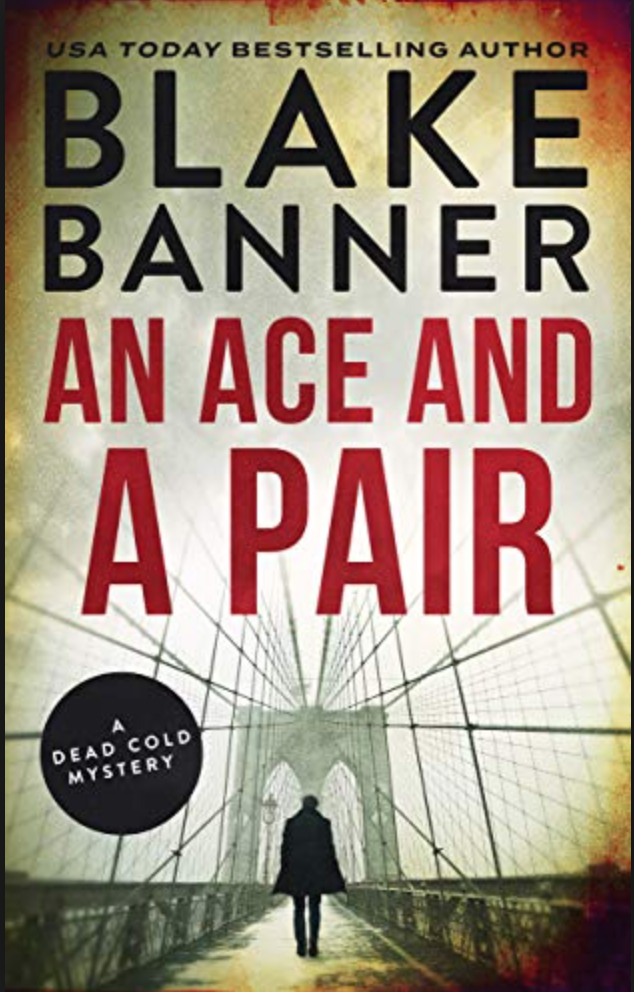 USA TODAY BESTSELLING AUTHOR
BLAKE
BANNER
AN ACE AND
A PAIR
A
DEAD COLD
MYSTERY